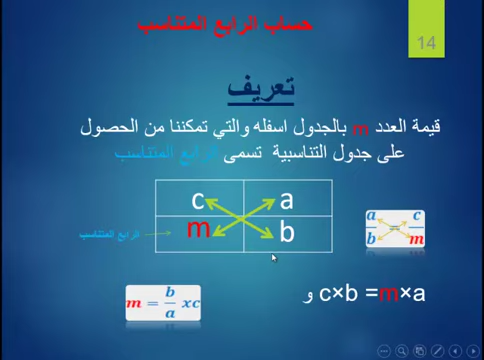 حساب الرابع المتناسب
14
تعريف
قيمة العدد m بالجدول اسفله والتي تمكننا من الحصول
على جدول التناسبية تسمى الرابع المتناسب
c a
m b
الرابع المتناسب
a/b c/m
m = b/a xc
c×b =m×a و